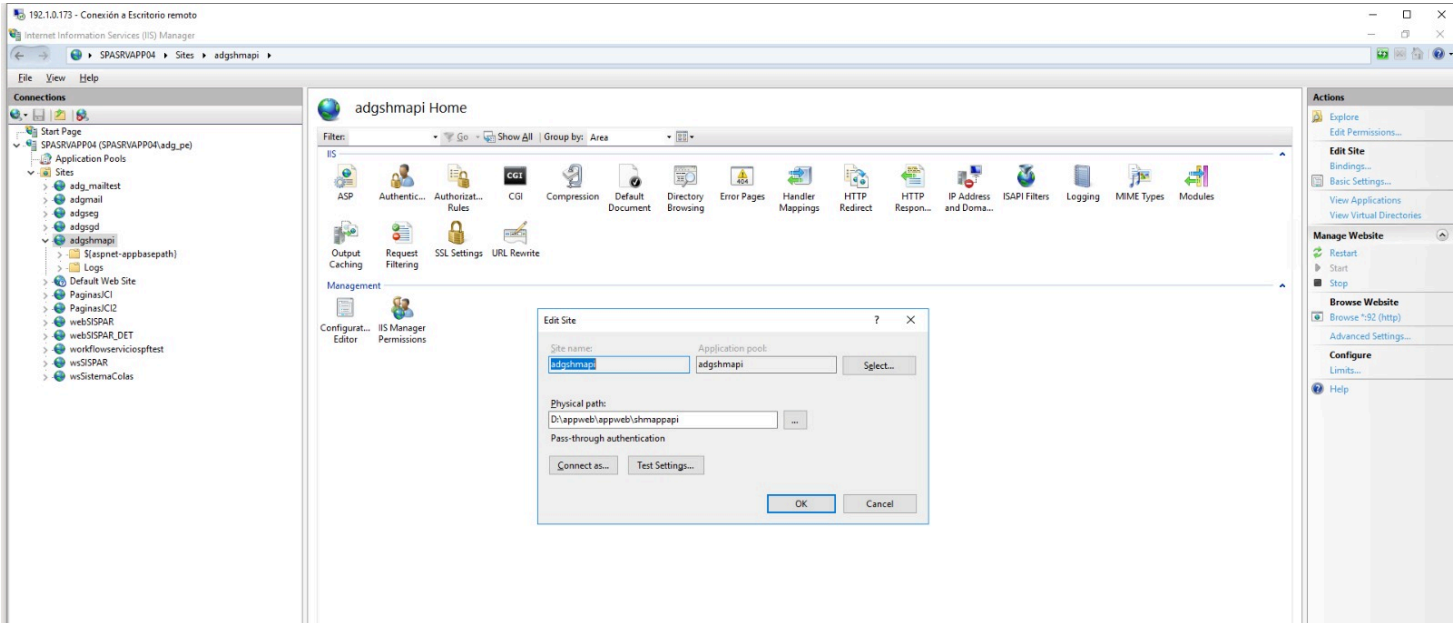 192.1.0.173 - Conexión a Escritorio remoto
Internet Information Services (IIS) Manager
SPASRVAPP04 Sites adgshmapi
File View Help
Connections
Start Page
SPASRVAPP04 (SPASRVAPP04\adg_pe)
Application Pools
Sites
adg_mailtest
adgmail
adgseg
adgsgd
adgshmapi
${aspnet-appbasepath}
Logs
Default Web Site
PaginasJCI
PaginasJCI2
webSISPAR
webSISPAR_DET
workflowserviciospftest
wsSISPAR
wsSistemaColas
adgshmapi Home
Filter: Go Show All Group by: Area
IIS
ASP
Authentic...
Authorizat... Rules
CGI
Compression
Default Document
Directory Browsing
Error Pages
Handler Mappings
HTTP Redirect
HTTP Respon...
IP Address and Doma...
ISAPI Filters
Logging
MIME Types
Modules
Output Caching
Request Filtering
SSL Settings
URL Rewrite
Management
Configurat... Editor
IIS Manager Permissions
Edit Site
? X
Site name: Application pool:
adgshmapi adgshmapi Select...
Physical path:
D:\appweb\appweb\shmappapi ...
Pass-through authentication
Connect as... Test Settings...
OK Cancel
Actions
Explore
Edit Permissions...
Edit Site
Bindings...
Basic Settings...
View Applications
View Virtual Directories
Manage Website
Restart
Start
Stop
Browse Website
Browse *:92 (http)
Advanced Settings...
Configure
Limits...
Help